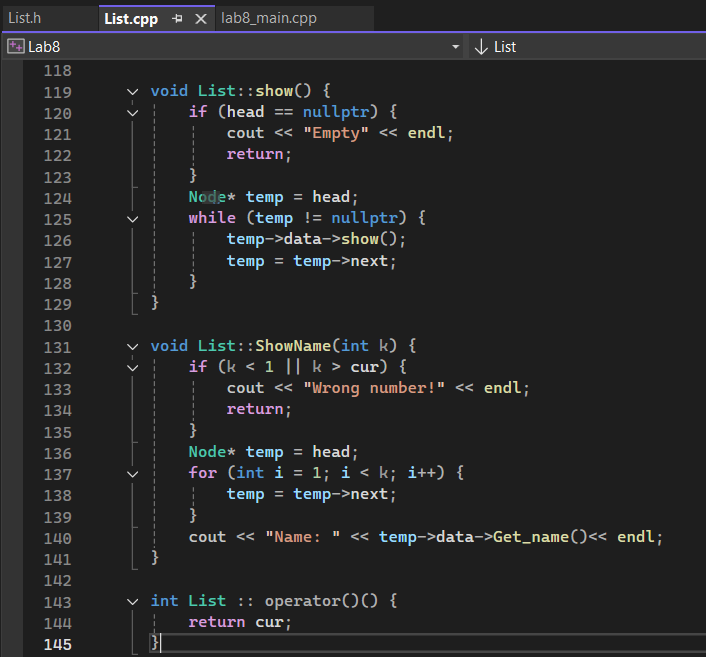 List.h List.cpp lab8_main.cpp
Lab8 List
118
119 void List::show() {
120 if (head == nullptr) {
121 cout << "Empty" << endl;
122 return;
123 }
124 Node* temp = head;
125 while (temp != nullptr) {
126 temp->data->show();
127 temp = temp->next;
128 }
129 }
130
131 void List::ShowName(int k) {
132 if (k < 1 || k > cur) {
133 cout << "Wrong number!" << endl;
134 return;
135 }
136 Node* temp = head;
137 for (int i = 1; i < k; i++) {
138 temp = temp->next;
139 }
140 cout << "Name: " << temp->data->Get_name()<< endl;
141 }
142
143 int List :: operator()() {
144 return cur;
145 }